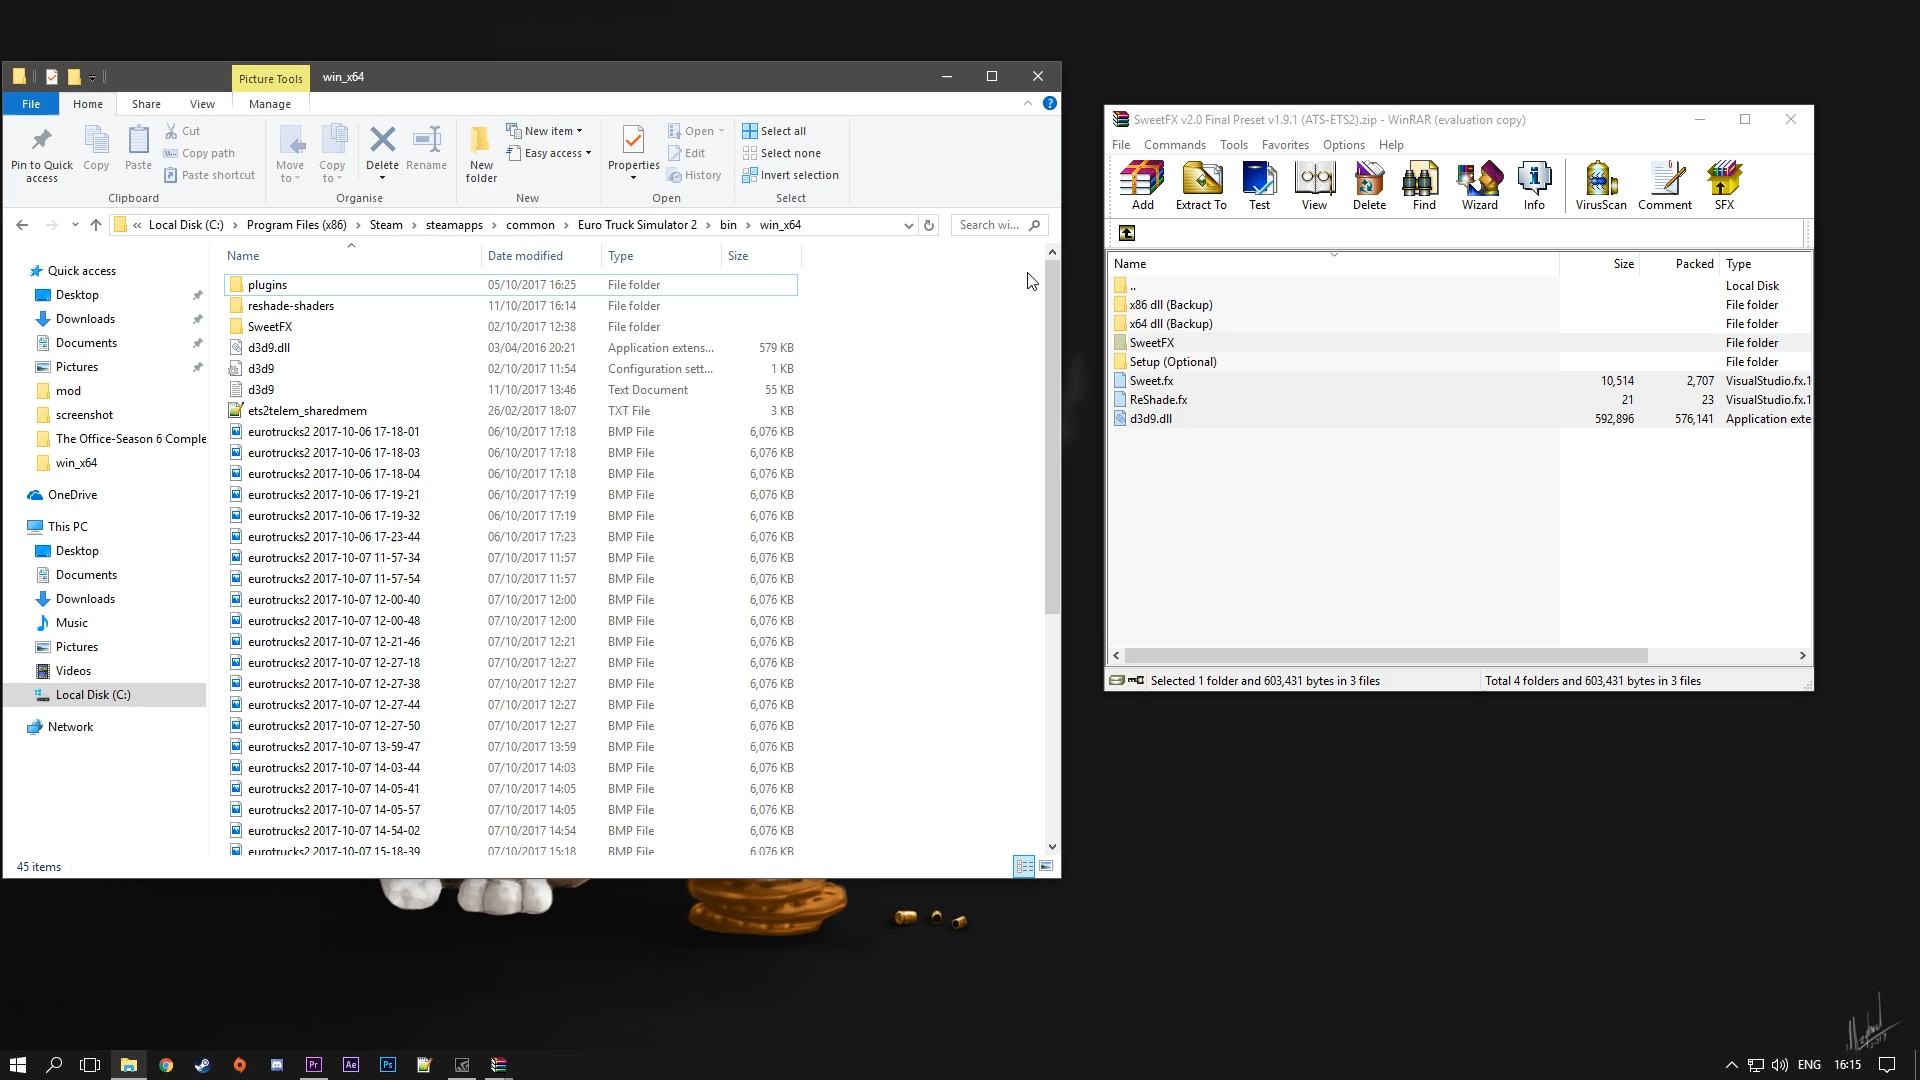 Picture Tools
win_x64
File
Home
Share
View
Manage
Pin to Quick access
Copy
Paste
Cut
Copy path
Paste shortcut
Clipboard
Move to
Copy to
Delete
Rename
Organise
New folder
New item
Easy access
New
Properties
Open
Edit
History
Open
Select all
Select none
Invert selection
Select
« Local Disk (C:) > Program Files (x86) > Steam > steamapps > common > Euro Truck Simulator 2 > bin > win_x64
Search wi...
Quick access
Desktop
Downloads
Documents
Pictures
mod
screenshot
The Office-Season 6 Comple
win_x64
OneDrive
This PC
Desktop
Documents
Downloads
Music
Pictures
Videos
Local Disk (C:)
Network
Name Date modified Type Size
plugins 05/10/2017 16:25 File folder
reshade-shaders 11/10/2017 16:14 File folder
SweetFX 02/10/2017 12:38 File folder
d3d9.dll 03/04/2016 20:21 Application extens... 579 KB
d3d9 02/10/2017 11:54 Configuration sett... 1 KB
d3d9 11/10/2017 13:46 Text Document 55 KB
ets2telem_sharedmem 26/02/2017 18:07 TXT File 3 KB
eurotrucks2 2017-10-06 17-18-01 06/10/2017 17:18 BMP File 6,076 KB
eurotrucks2 2017-10-06 17-18-03 06/10/2017 17:18 BMP File 6,076 KB
eurotrucks2 2017-10-06 17-18-04 06/10/2017 17:18 BMP File 6,076 KB
eurotrucks2 2017-10-06 17-19-21 06/10/2017 17:19 BMP File 6,076 KB
eurotrucks2 2017-10-06 17-19-32 06/10/2017 17:19 BMP File 6,076 KB
eurotrucks2 2017-10-06 17-23-44 06/10/2017 17:23 BMP File 6,076 KB
eurotrucks2 2017-10-07 11-57-34 07/10/2017 11:57 BMP File 6,076 KB
eurotrucks2 2017-10-07 11-57-54 07/10/2017 11:57 BMP File 6,076 KB
eurotrucks2 2017-10-07 12-00-40 07/10/2017 12:00 BMP File 6,076 KB
eurotrucks2 2017-10-07 12-00-48 07/10/2017 12:00 BMP File 6,076 KB
eurotrucks2 2017-10-07 12-21-46 07/10/2017 12:21 BMP File 6,076 KB
eurotrucks2 2017-10-07 12-27-18 07/10/2017 12:27 BMP File 6,076 KB
eurotrucks2 2017-10-07 12-27-38 07/10/2017 12:27 BMP File 6,076 KB
eurotrucks2 2017-10-07 12-27-44 07/10/2017 12:27 BMP File 6,076 KB
eurotrucks2 2017-10-07 12-27-50 07/10/2017 12:27 BMP File 6,076 KB
eurotrucks2 2017-10-07 13-59-47 07/10/2017 13:59 BMP File 6,076 KB
eurotrucks2 2017-10-07 14-03-44 07/10/2017 14:03 BMP File 6,076 KB
eurotrucks2 2017-10-07 14-05-41 07/10/2017 14:05 BMP File 6,076 KB
eurotrucks2 2017-10-07 14-05-57 07/10/2017 14:05 BMP File 6,076 KB
eurotrucks2 2017-10-07 14-54-02 07/10/2017 14:54 BMP File 6,076 KB
eurotrucks2 2017-10-07 15-18-39 07/10/2017 15:18 BMP File 6,076 KB
45 items
SweetFX v2.0 Final Preset v1.9.1 (ATS-ETS2).zip - WinRAR (evaluation copy)
File Commands Tools Favorites Options Help
Add Extract To Test View Delete Find Wizard Info VirusScan Comment SFX
Name Size Packed Type
.. Local Disk
x86 dll (Backup) File folder
x64 dll (Backup) File folder
SweetFX File folder
Setup (Optional) File folder
Sweet.fx 10,514 2,707 VisualStudio.fx.1
ReShade.fx 21 23 VisualStudio.fx.1
d3d9.dll 592,896 576,141 Application exte
Selected 1 folder and 603,431 bytes in 3 files
Total 4 folders and 603,431 bytes in 3 files
Pr
Ae
Ps
ENG
16:15